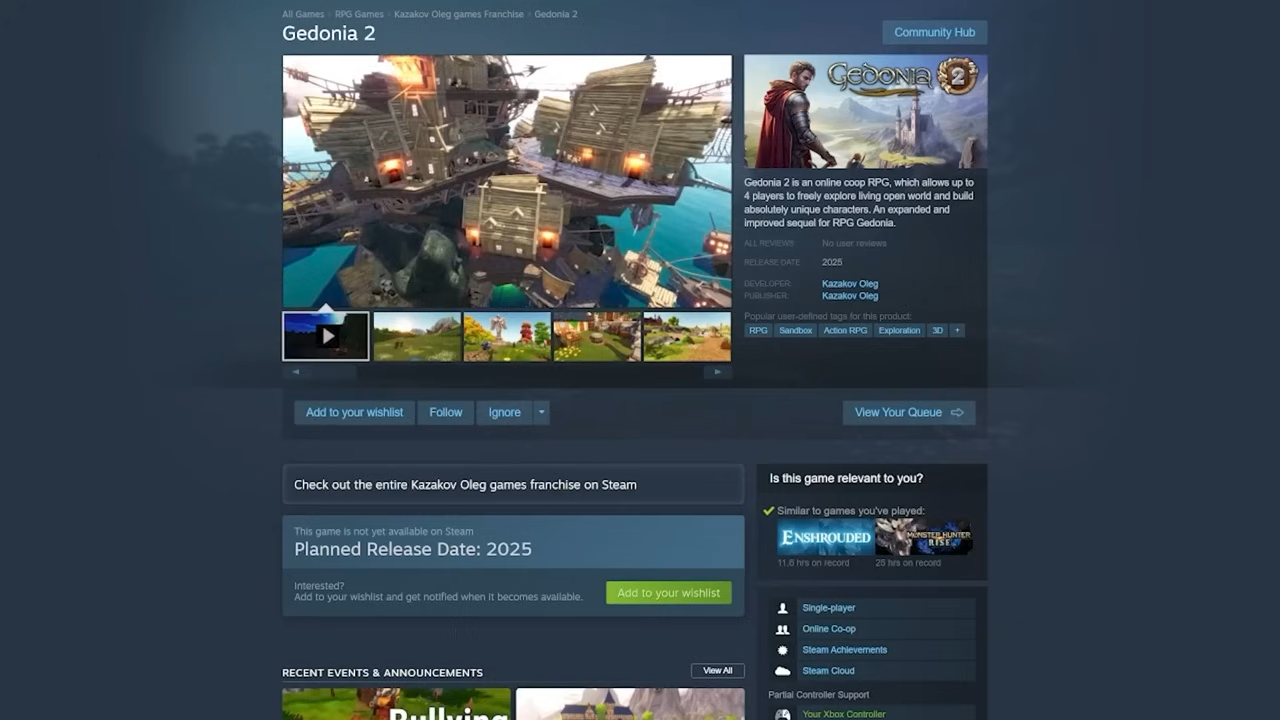 All Games > RPG Games > Kazakov Oleg games Franchise > Gedonia 2
Gedonia 2
Community Hub
GEDONIA 2
Gedonia 2 is an online coop RPG, which allows up to
4 players to freely explore living open world and build
absolutely unique characters. An expanded and
improved sequel for RPG Gedonia.
ALL REVIEWS: No user reviews
RELEASE DATE: 2025
DEVELOPER: Kazakov Oleg
PUBLISHER: Kazakov Oleg
Popular user-defined tags for this product:
RPG Sandbox Action RPG Exploration 3D +
Add to your wishlist Follow Ignore
View Your Queue
Check out the entire Kazakov Oleg games franchise on Steam
This game is not yet available on Steam
Planned Release Date: 2025
Interested?
Add to your wishlist and get notified when it becomes available.
Add to your wishlist
RECENT EVENTS & ANNOUNCEMENTS
View All
Bullying
Is this game relevant to you?
Similar to games you've played:
ENSHROUDED
MONSTER HUNTER
RISE
11.6 hrs on record 25 hrs on record
Single-player
Online Co-op
Steam Achievements
Steam Cloud
Partial Controller Support
Your Xbox Controller